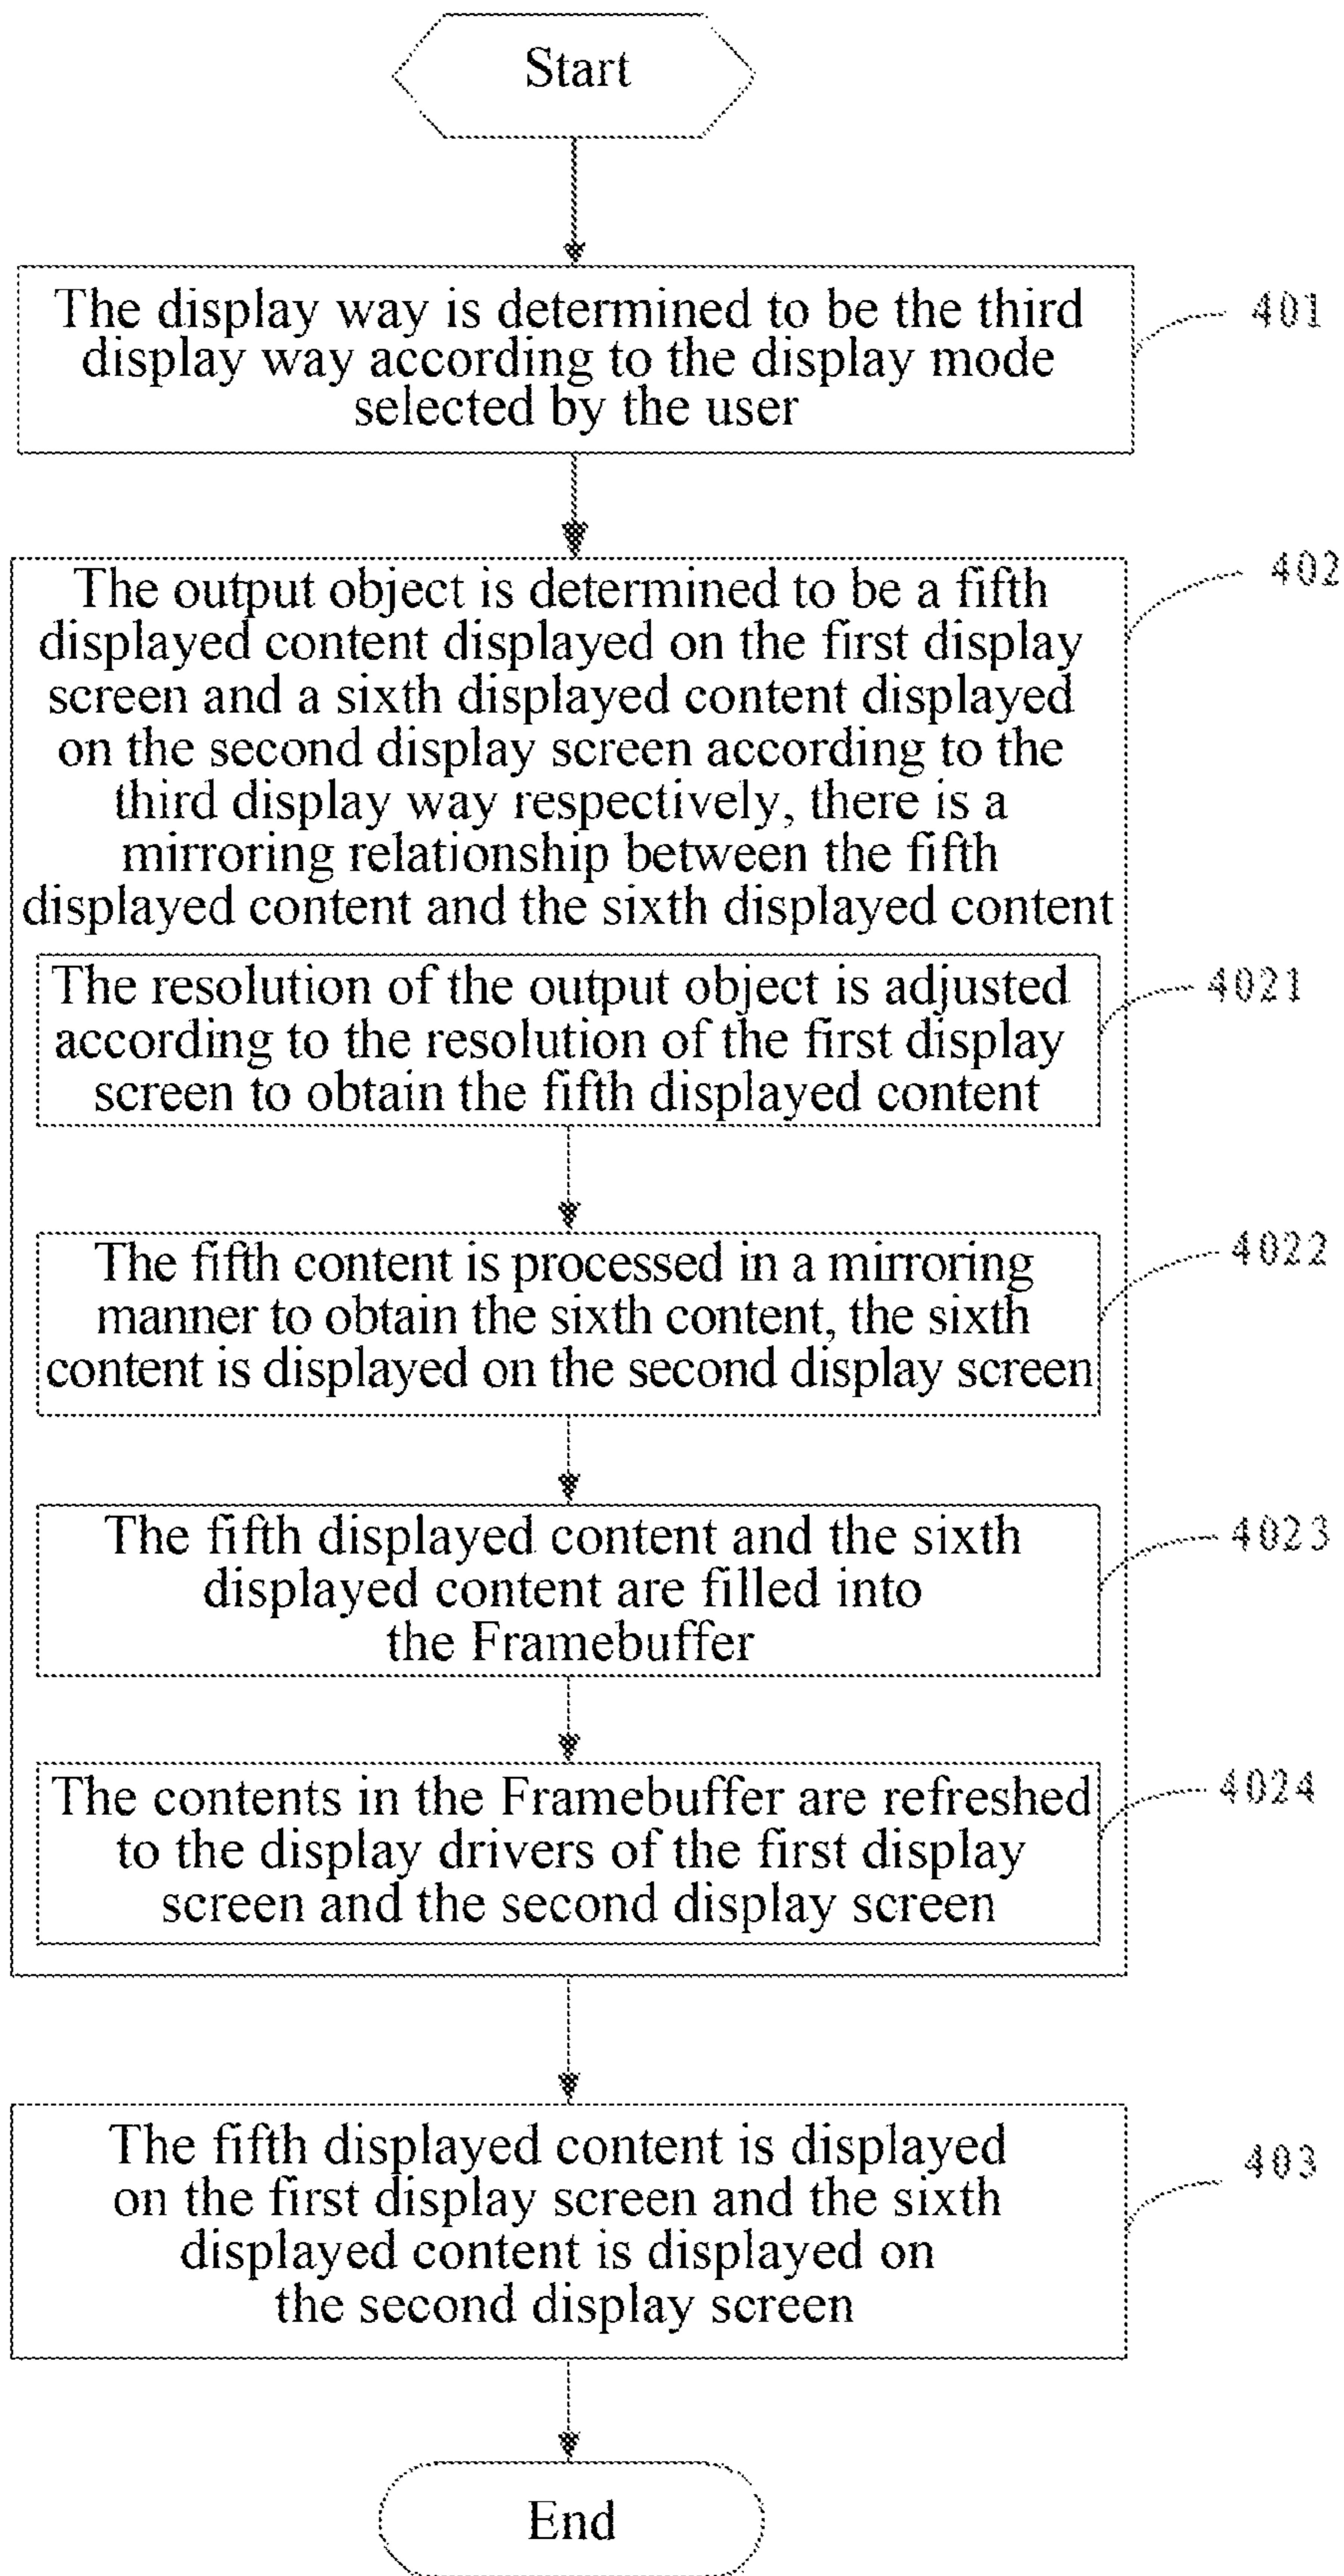 Start
The display way is determined to be the third
display way according to the display mode
selected by the user
401
The output object is determined to be a fifth
displayed content displayed on the first display
screen and a sixth displayed content displayed
on the second display screen according to the
third display way respectively, there is a
mirroring relationship between the fifth
displayed content and the sixth displayed content
402
The resolution of the output object is adjusted
according to the resolution of the first display
screen to obtain the fifth displayed content
4021
The fifth content is processed in a mirroring
manner to obtain the sixth content, the sixth
content is displayed on the second display screen
4022
The fifth displayed content and the sixth
displayed content are filled into
the Framebuffer
4023
The contents in the Framebuffer are refreshed
to the display drivers of the first display
screen and the second display screen
4024
The fifth displayed content is displayed
on the first display screen and the sixth
displayed content is displayed on
the second display screen
403
End